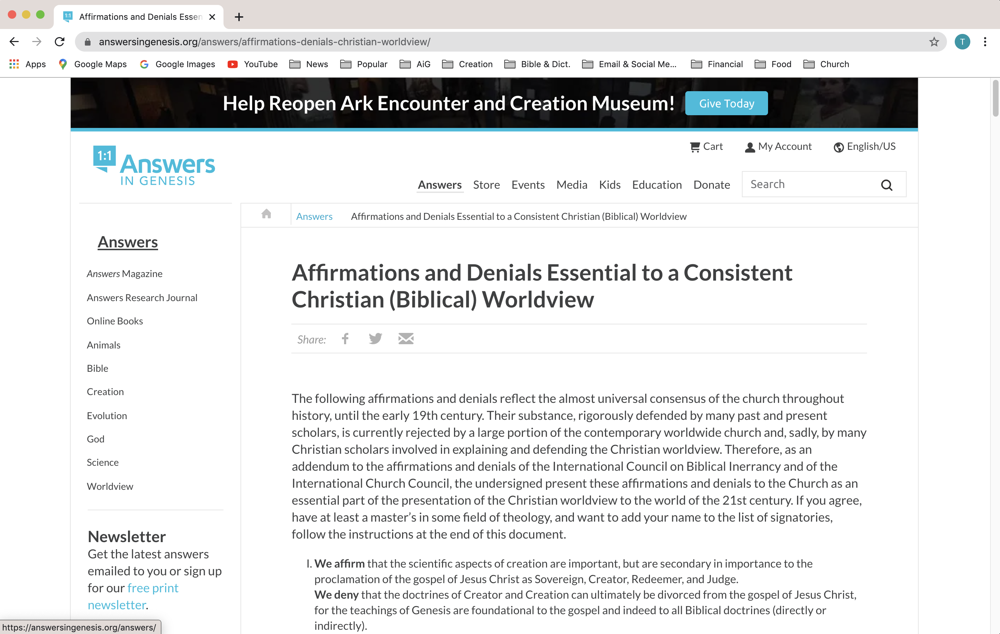 1:1 Affirmations and Denials Essen
answersingenesis.org/answers/affirmations-denials-christian-worldview/
T
Apps Google Maps Google Images YouTube News Popular AiG Creation Bible & Dict. Email & Social Me... Financial Food Church
Help Reopen Ark Encounter and Creation Museum! Give Today
Cart My Account English/US
1:1 Answers
IN GENESIS
Answers Store Events Media Kids Education Donate Search
Answers Affirmations and Denials Essential to a Consistent Christian (Biblical) Worldview
Answers
Answers Magazine
Answers Research Journal
Online Books
Animals
Bible
Creation
Evolution
God
Science
Worldview
Newsletter
Get the latest answers
emailed to you or sign up
for our free print
newsletter.
Affirmations and Denials Essential to a Consistent
Christian (Biblical) Worldview
Share:
The following affirmations and denials reflect the almost universal consensus of the church throughout
history, until the early 19th century. Their substance, rigorously defended by many past and present
scholars, is currently rejected by a large portion of the contemporary worldwide church and, sadly, by many
Christian scholars involved in explaining and defending the Christian worldview. Therefore, as an
addendum to the affirmations and denials of the International Council on Biblical Inerrancy and of the
International Church Council, the undersigned present these affirmations and denials to the Church as an
essential part of the presentation of the Christian worldview to the world of the 21st century. If you agree,
have at least a master’s in some field of theology, and want to add your name to the list of signatories,
follow the instructions at the end of this document.
I. We affirm that the scientific aspects of creation are important, but are secondary in importance to the
proclamation of the gospel of Jesus Christ as Sovereign, Creator, Redeemer, and Judge.
We deny that the doctrines of Creator and Creation can ultimately be divorced from the gospel of Jesus Christ,
for the teachings of Genesis are foundational to the gospel and indeed to all Biblical doctrines (directly or
indirectly).
https://answersingenesis.org/answers/